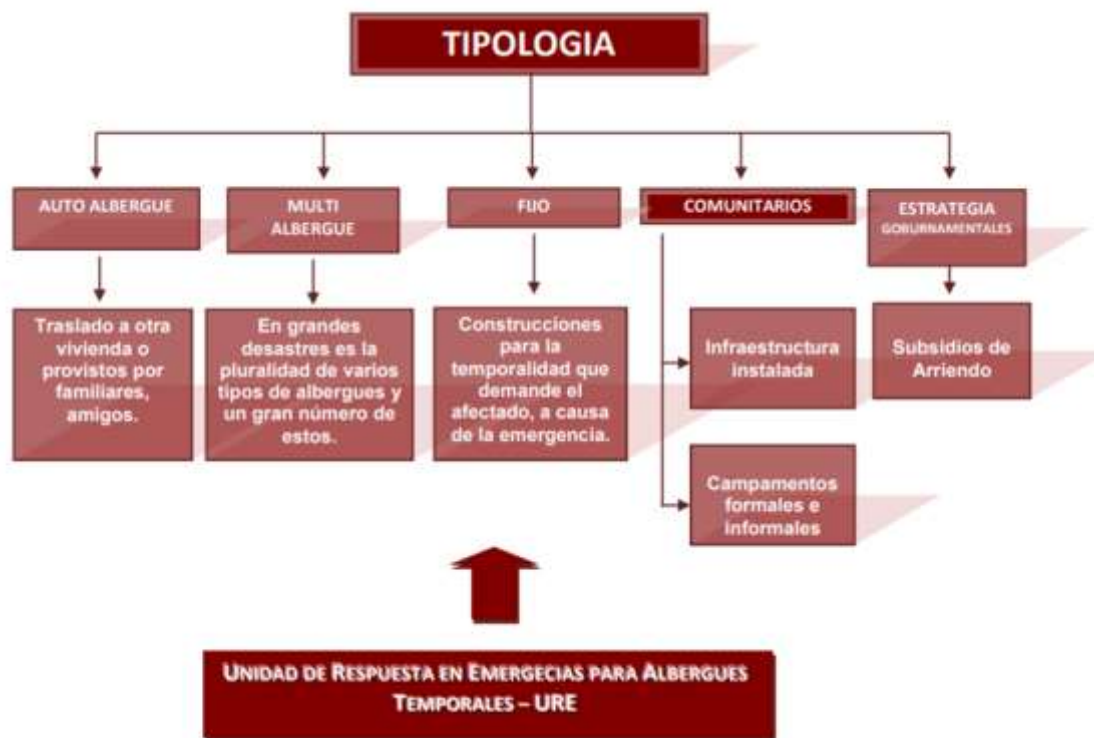 TIPOLOGIA
AUTO ALBERGUE
MULTI
ALBERGUE
FIJO
COMUNITARIOS
ESTRATEGIA
GOBURNAMENTALES
Traslado a otra
vivienda o
provistos por
familiares,
amigos.
En grandes
desastres es la
pluralidad de varios
tipos de albergues y
un gran número de
estos.
Construcciones
para la
temporalidad que
demande el
afectado, a causa
de la emergencia.
Infraestructura
instalada
Subsidios de
Arriendo
Campamentos
formales e
informales
UNIDAD DE RESPUESTA EN EMERGECIAS PARA ALBERGUES
TEMPORALES – URE